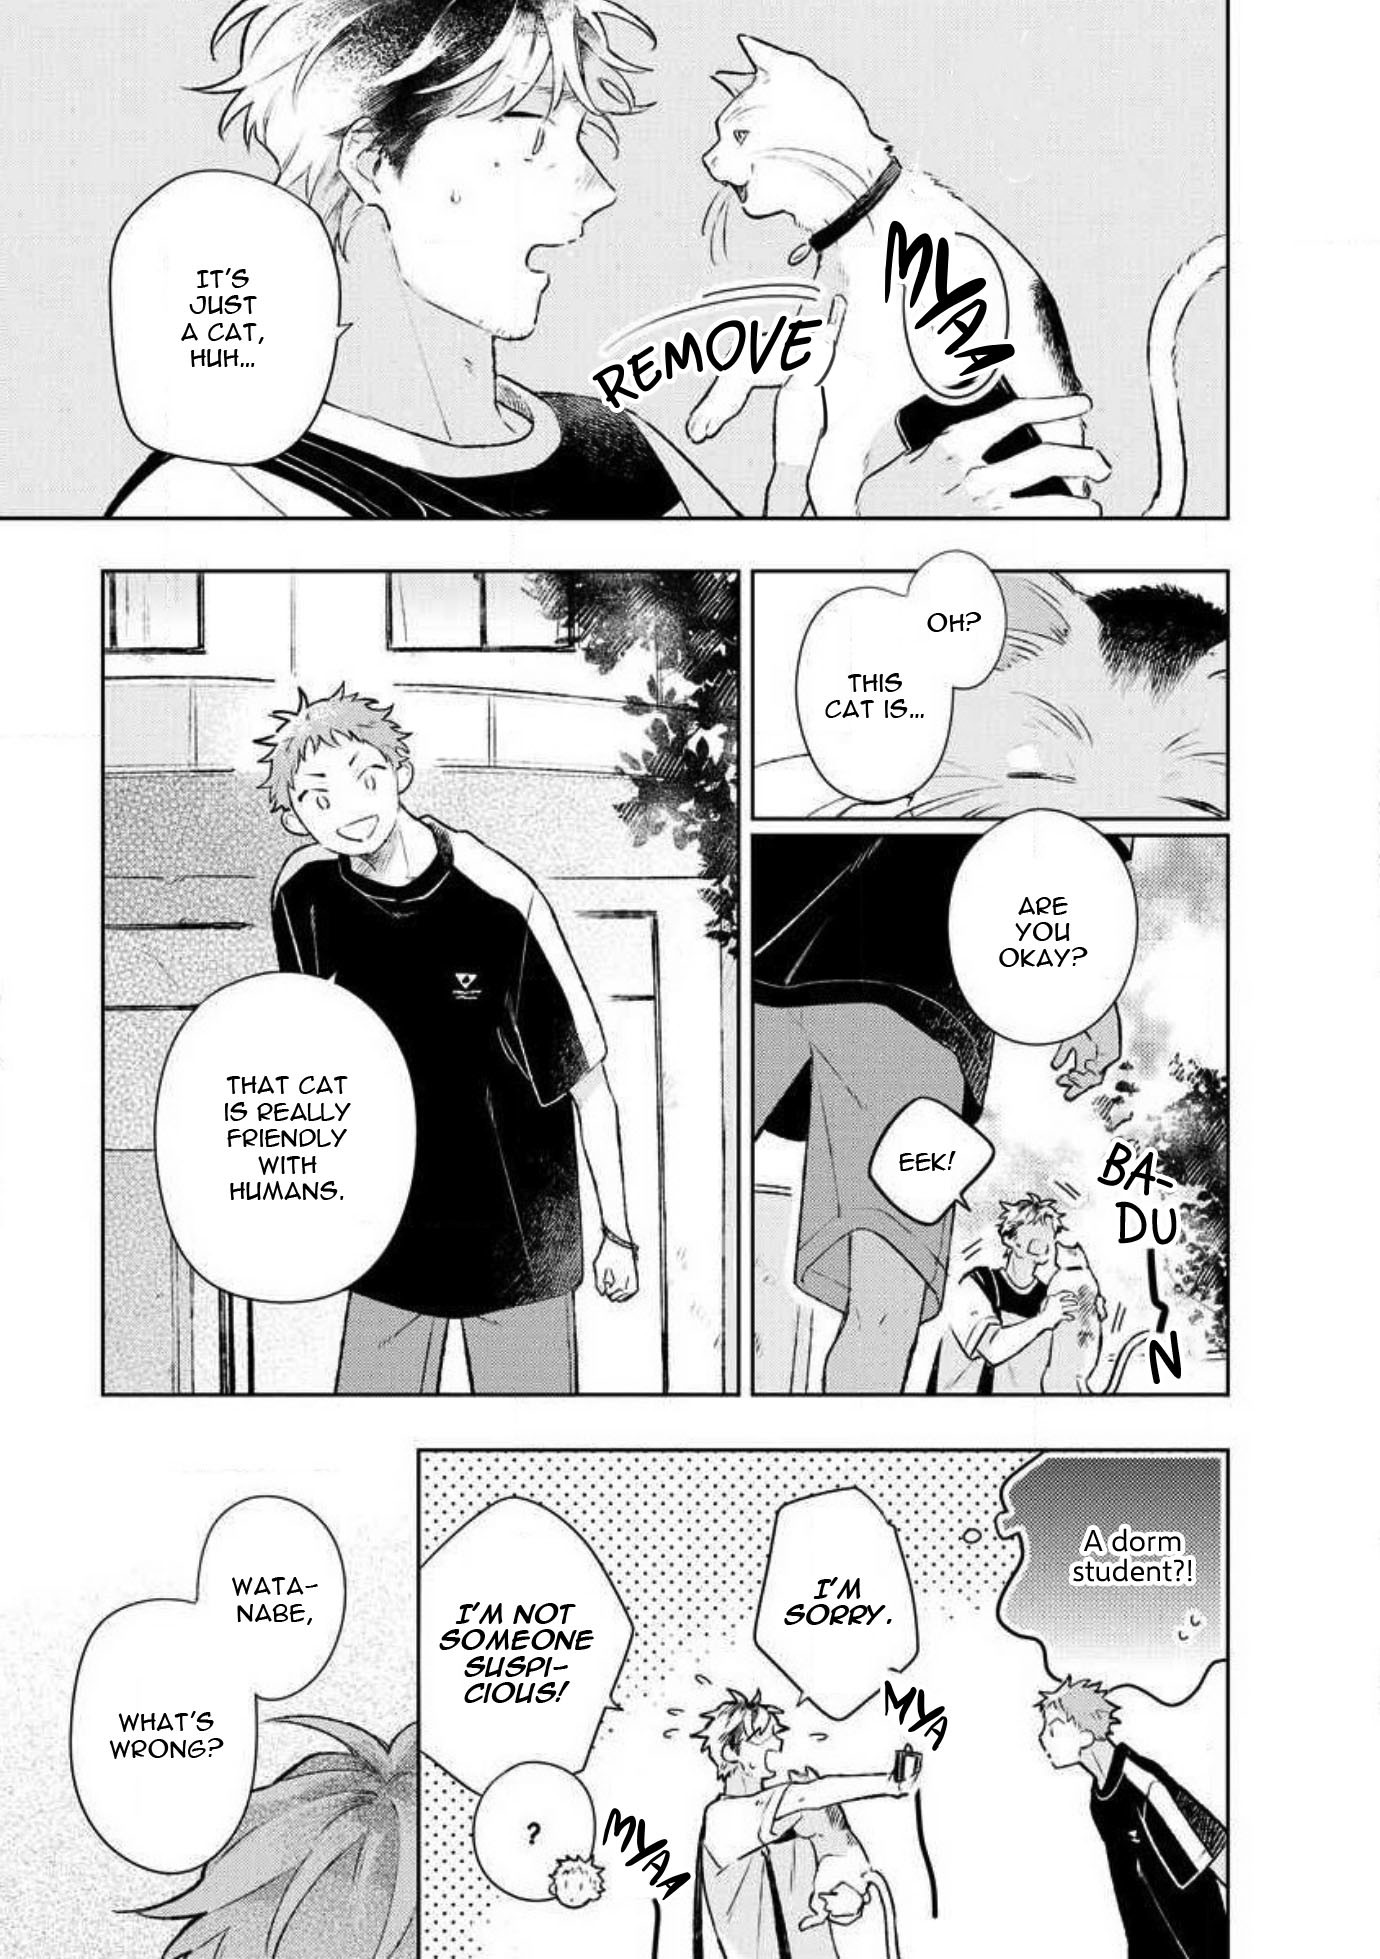 MYAA
REMOVE
IT'S
JUST
A CAT,
HUH...
OH?
THIS
CAT IS...
ARE
YOU
OKAY?
EEK!
BA-
DU
N
THAT CAT
IS REALLY
FRIENDLY
WITH
HUMANS.
A dorm
student?!
I'M
SORRY.
MYA
I'M NOT
SOMEONE
SUSPI-
CIOUS!
?
MYAA
WATA-
NABE,
WHAT'S
WRONG?